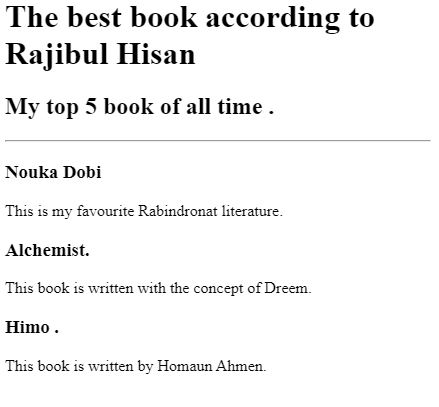 The best book according to
Rajibul Hisan
My top 5 book of all time .
Nouka Dobi
This is my favourite Rabindronat literature.
Alchemist.
This book is written with the concept of Dreem.
Himo .
This book is written by Homaun Ahmen.